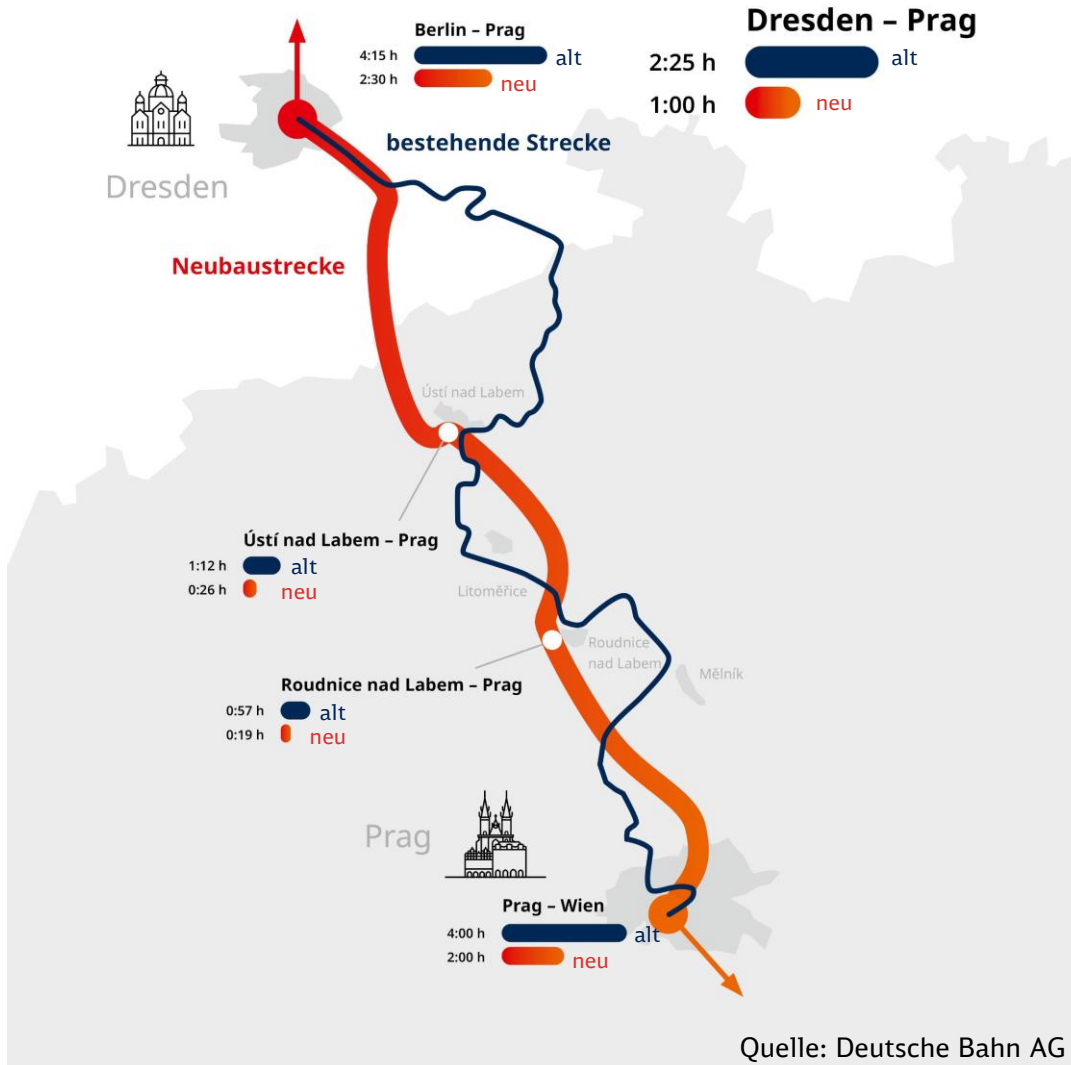 Berlin – Prag
4:15 h alt
2:30 h neu
Dresden – Prag
2:25 h alt
1:00 h neu
bestehende Strecke
Dresden
Neubaustrecke
Ústí nad Labem
Ústí nad Labem – Prag
1:12 h alt
0:26 h neu
Litoměřice
Roudnice
nad Labem
Mělník
Roudnice nad Labem – Prag
0:57 h alt
0:19 h neu
Prag
Prag – Wien
4:00 h alt
2:00 h neu
Quelle: Deutsche Bahn AG